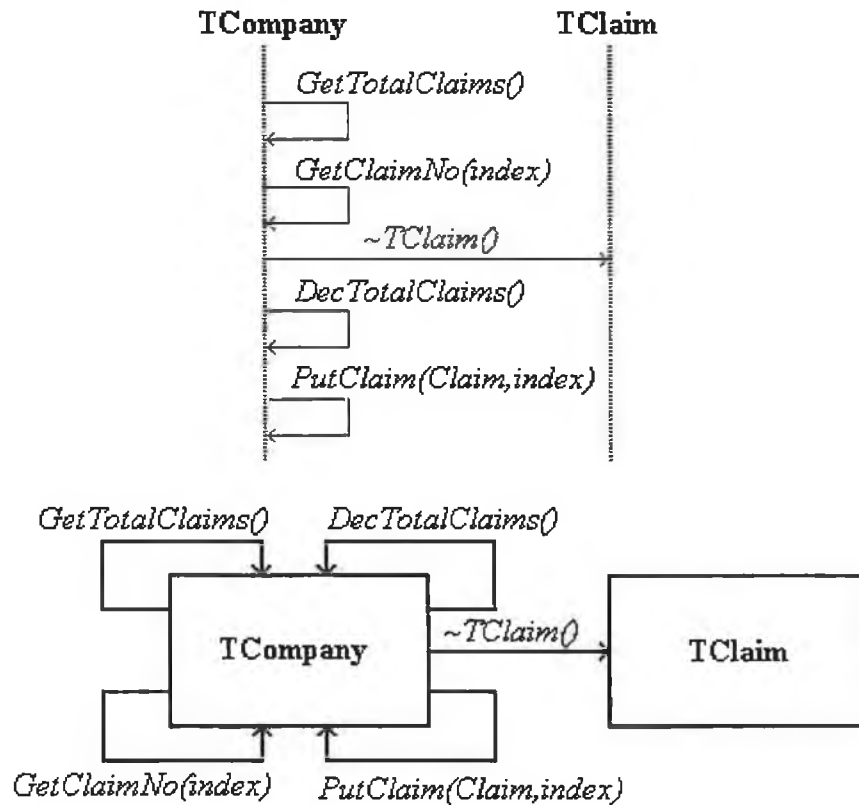 TCompany TClaim
GetTotalClaims()
GetClaimNo(index)
~TClaim()
DecTotalClaims()
PutClaim(Claim,index)
GetTotalClaims() DecTotalClaims()
~TClaim()
TCompany TClaim
GetClaimNo(index) PutClaim(Claim,index)